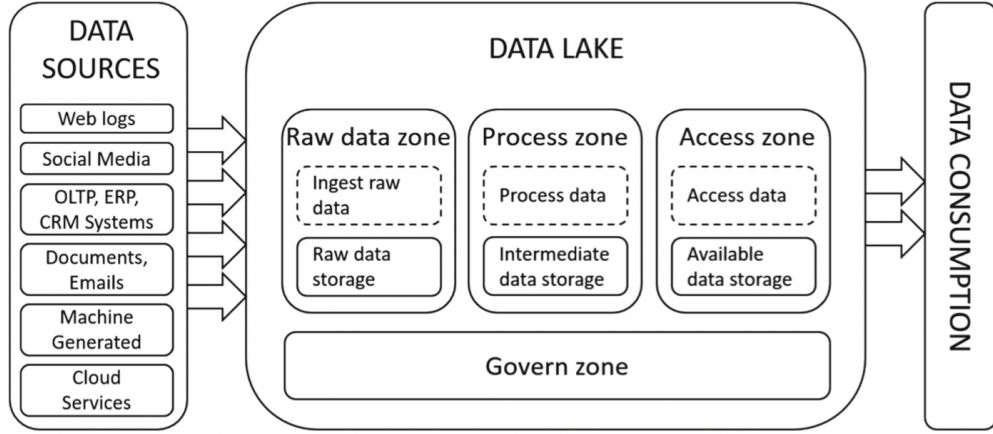 DATA
SOURCES
Web logs
Social Media
OLTP, ERP,
CRM Systems
Documents,
Emails
Machine
Generated
Cloud
Services
DATA LAKE
Raw data zone
Ingest raw
data
Raw data
storage
Process zone
Process data
Intermediate
data storage
Access zone
Access data
Available
data storage
Govern zone
DATA CONSUMPTION